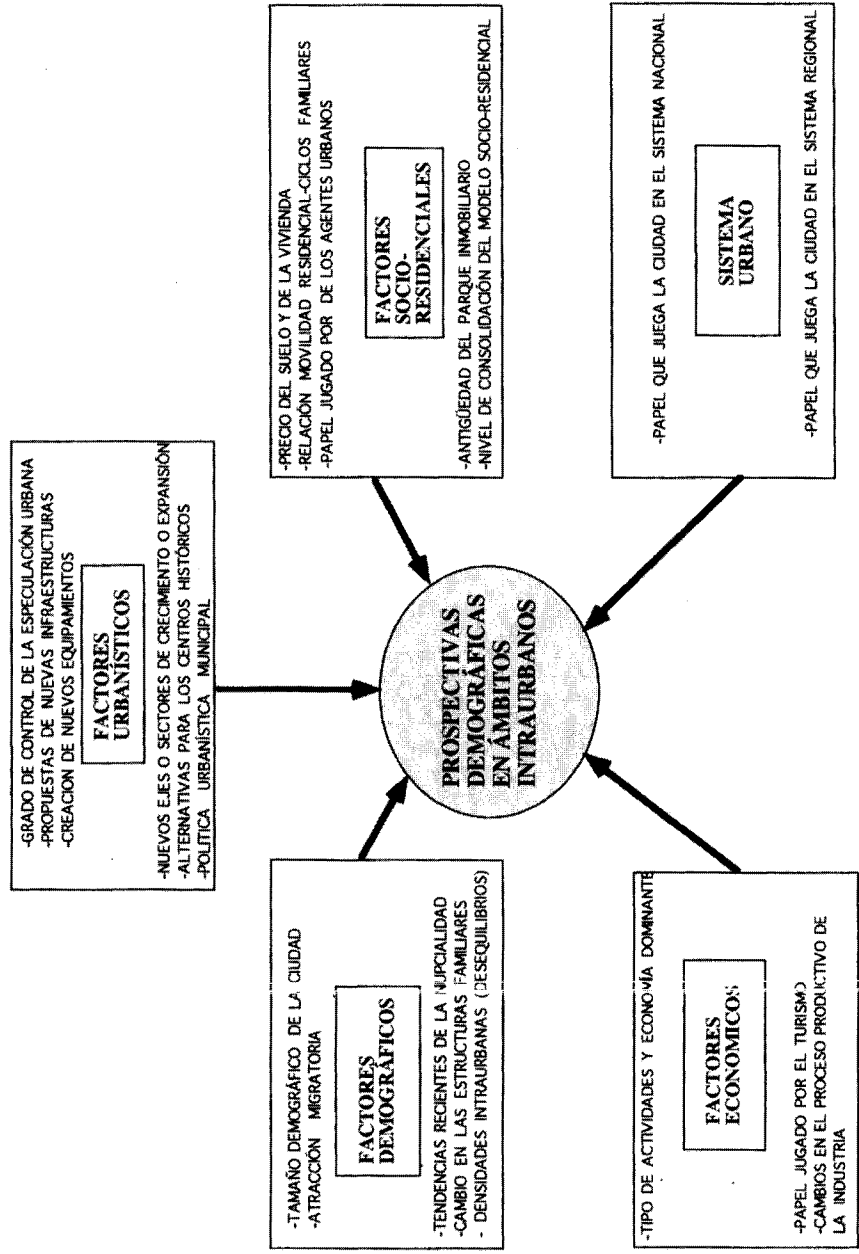 -GRADO DE CONTROL DE LA ESPECULACIÓN URBANA
-PROPUESTAS DE NUEVAS INFRAESTRUCTURAS
-CREACION DE NUEVOS EQUIPAMIENTOS
FACTORES
URBANÍSTICOS
-NUEVOS EJES O SECTORES DE CRECIMIENTO O EXPANSIÓN
-ALTERNATIVAS PARA LOS CENTROS HISTÓRICOS
-POLITICA URBANÍSTICA MUNICIPAL
-TAMAÑO DEMOGRÁFICO DE LA CIUDAD
-ATRACCIÓN MIGRATORIA
FACTORES
DEMOGRÁFICOS
-TENDENCIAS RECIENTES DE LA NUPCIALIDAD
-CAMBIO EN LAS ESTRUCTURAS FAMILIARES
- DENSIDADES INTRAURBANAS (DESEQUILIBRIOS)
-PRECIO DEL SUELO Y DE LA VIVIENDA
-RELACIÓN MOVILIDAD RESIDENCIAL-CICLOS FAMILIARES
-PAPEL JUGADO POR DE LOS AGENTES URBANOS
FACTORES
SOCIO-
RESIDENCIALES
-ANTIGÜEDAD DEL PARQUE INMOBILIARIO
-NIVEL DE CONSOLIDACIÓN DEL MODELO SOCIO-RESIDENCIAL
PROSPECTIVAS
DEMOGRÁFICAS
EN ÁMBITOS
INTRAURBANOS
-TIPO DE ACTIVIDADES Y ECONOMÍA DOMINANTE
FACTORES
ECONOMICOS
-PAPEL JUGADO POR EL TURISMO
-CAMBIOS EN EL PROCESO PRODUCTIVO DE
LA INDUSTRIA
-PAPEL QUE JUEGA LA CIUDAD EN EL SISTEMA NACIONAL
SISTEMA
URBANO
-PAPEL QUE JUEGA LA CIUDAD EN EL SISTEMA REGIONAL